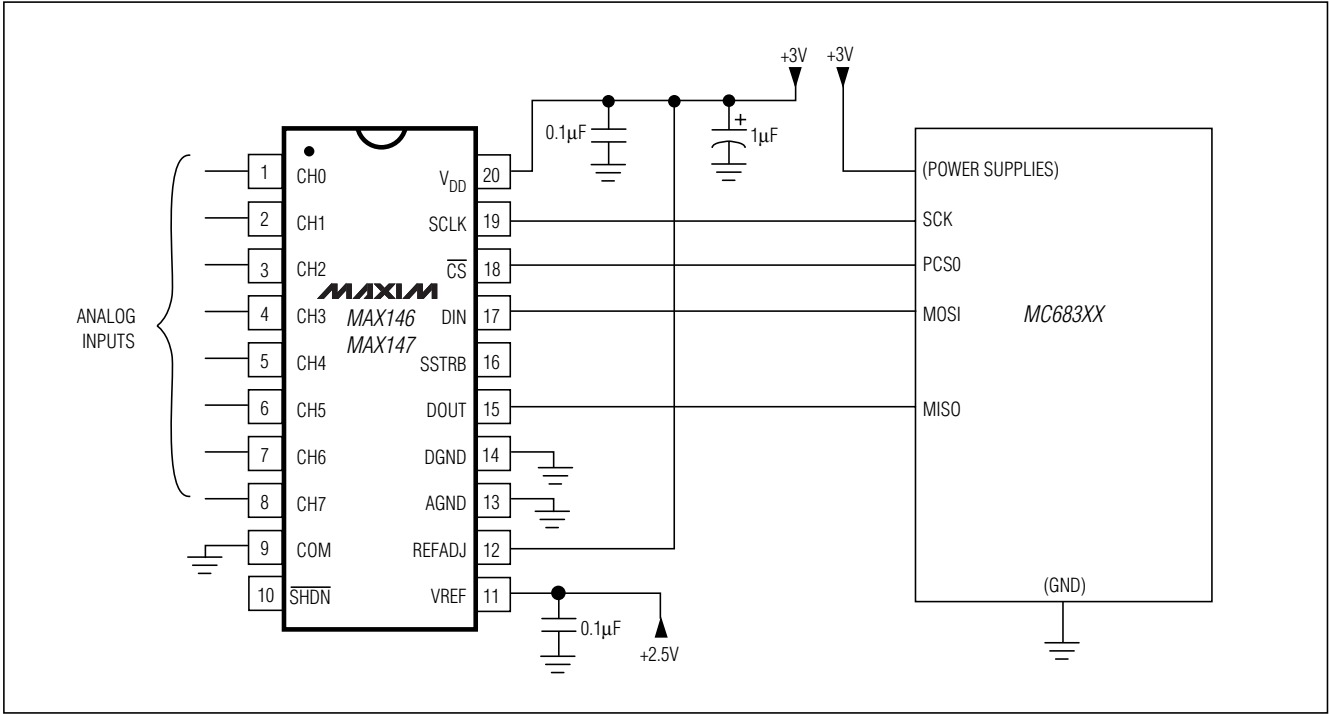 +3V
+3V
0.1µF
+
1µF
ANALOG
INPUTS
1
2
3
4
5
6
7
8
9
10
CH0
CH1
CH2
CH3
CH4
CH5
CH6
CH7
COM
SHDN
MAXIM
MAX146
MAX147
VDD
SCLK
CS
DIN
SSTRB
DOUT
DGND
AGND
REFADJ
VREF
20
19
18
17
16
15
14
13
12
11
0.1µF
+2.5V
(POWER SUPPLIES)
SCK
PCS0
MOSI
MC683XX
MISO
(GND)